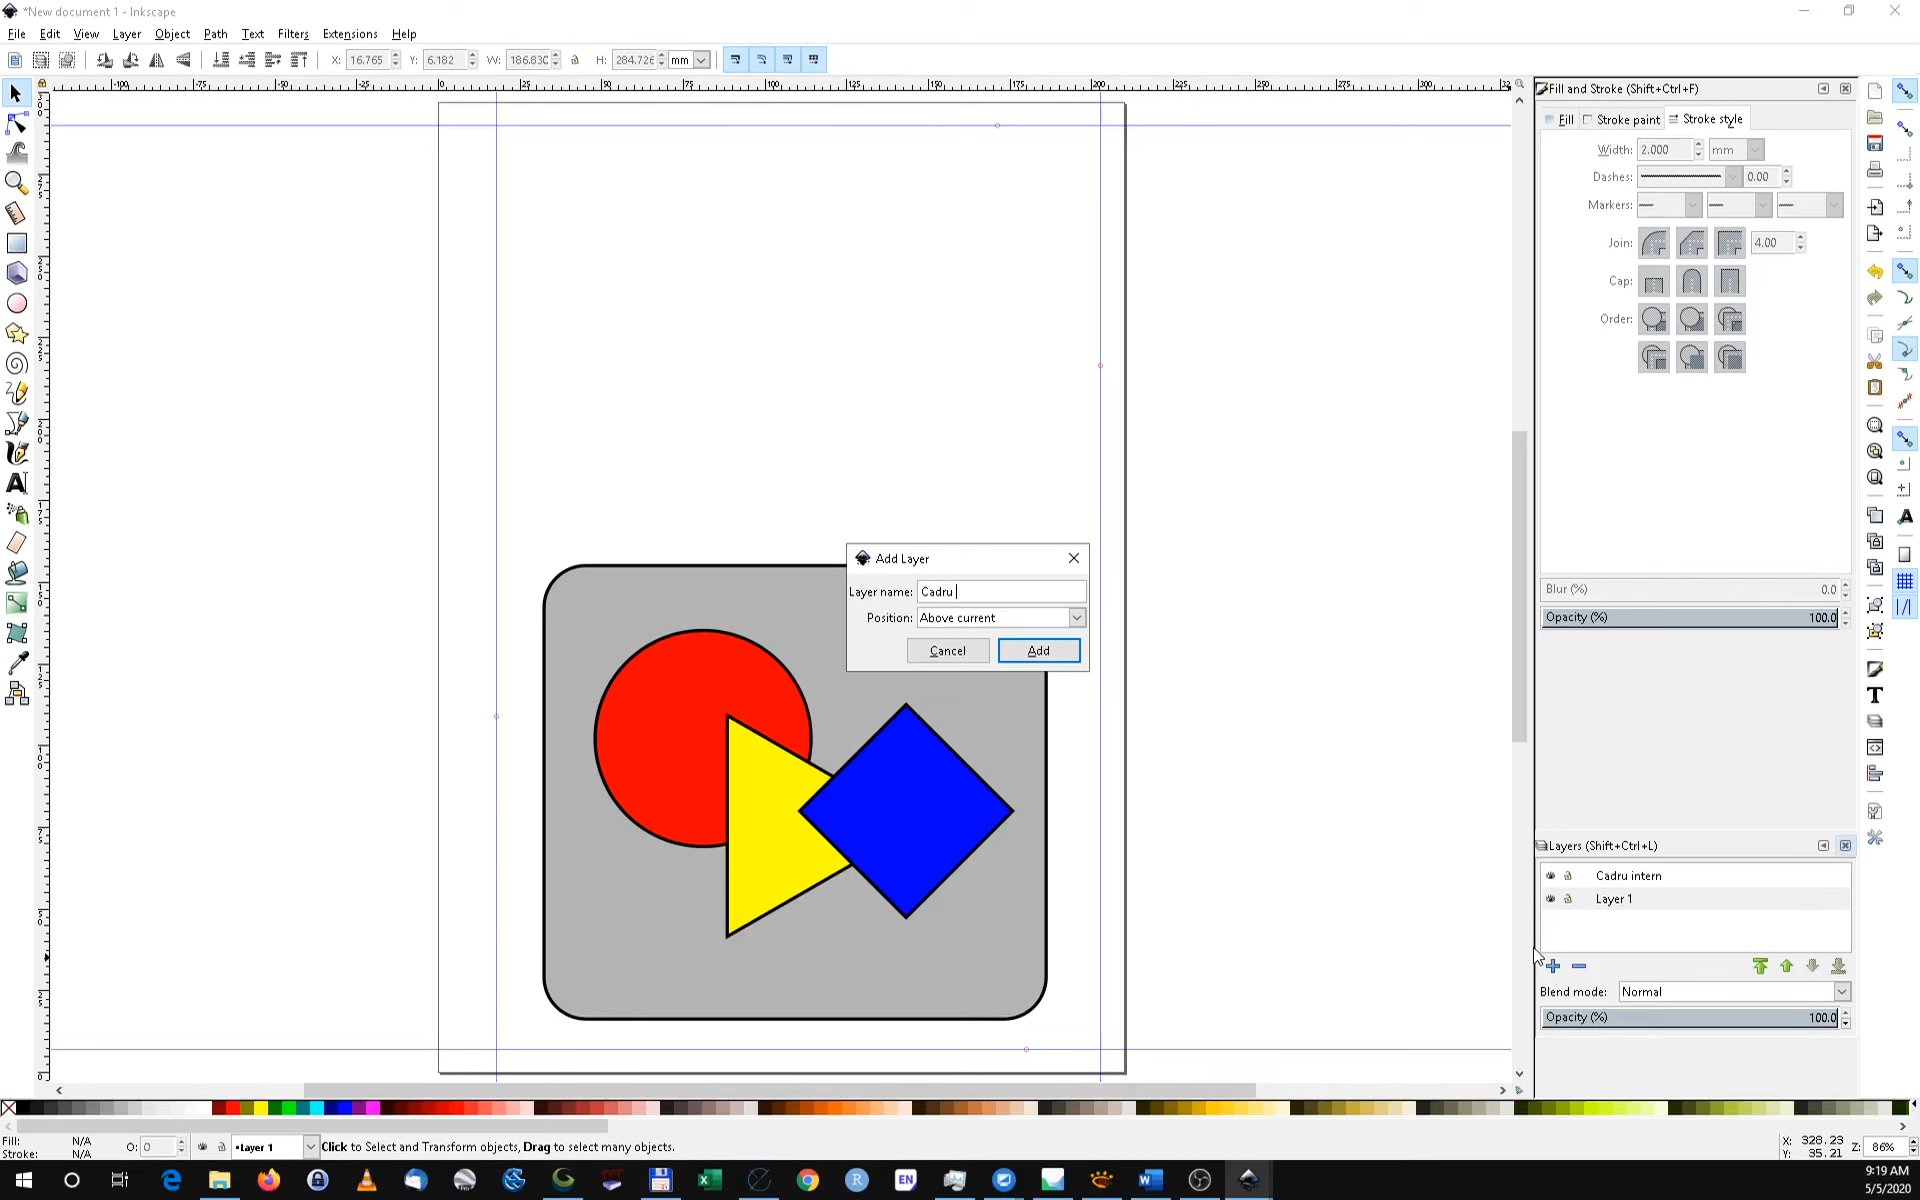 *New document 1 - Inkscape
File Edit View Layer Object Path Text Filters Extensions Help
X: 16.765 Y: 6.182 W: 186.830 H: 284.726 mm
Fill and Stroke (Shift+Ctrl+F)
Fill Stroke paint Stroke style
Width: 2.000 mm
Dashes: 0.00
Markers:
Join: 4.00
Cap:
Order:
Add Layer
Layer name: Cadru
Position: Above current
Cancel Add
Blur (%) 0.0
Opacity (%) 100.0
Layers (Shift+Ctrl+L)
Cadru intern
Layer 1
Blend mode: Normal
Opacity (%) 100.0
Fill: N/A
Stroke: N/A
O: 0
•Layer 1
Click to Select and Transform objects, Drag to select many objects.
X: 328.23
Y: 35.21
Z: 86%
EN
9:19 AM
5/5/2020